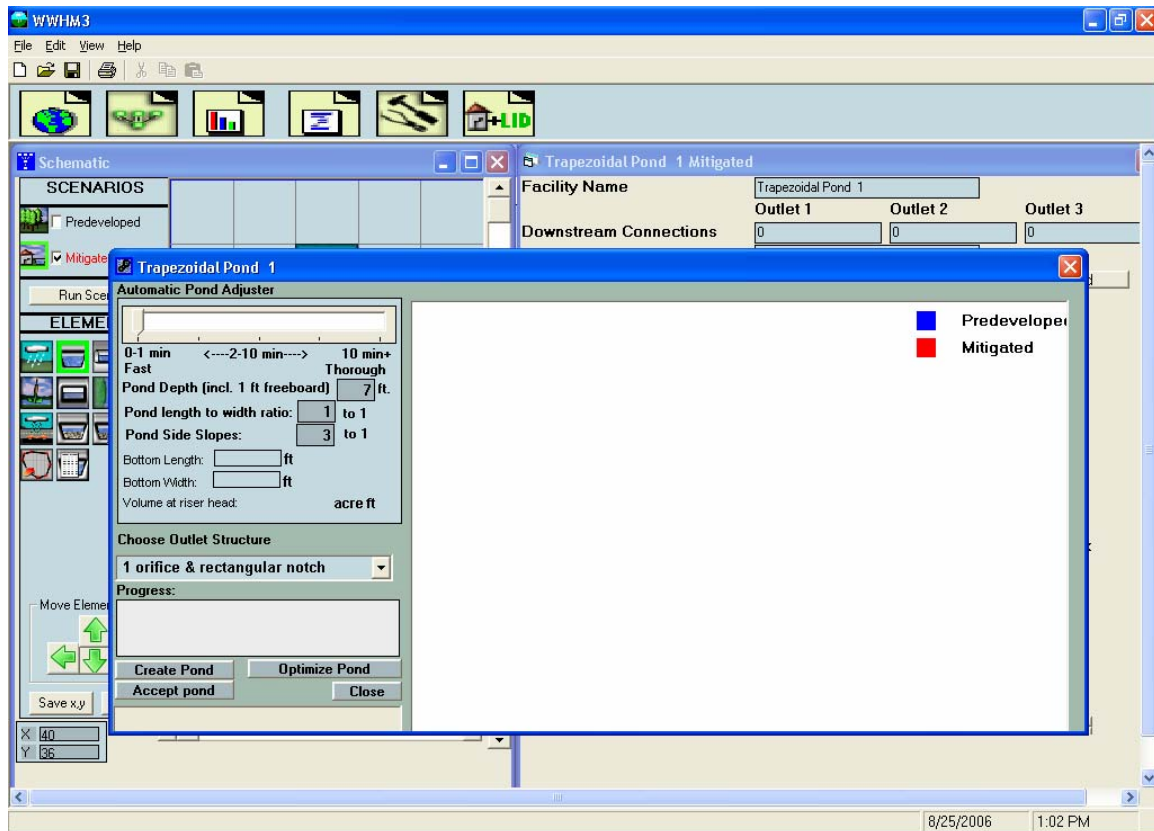 WWHM3
File Edit View Help
+LID
Schematic
SCENARIOS
Predeveloped
Mitigate
Run Scen
ELEME
Move Eleme
Save x,y
X 40
Y 36
Trapezoidal Pond 1 Mitigated
Facility Name Trapezoidal Pond 1
Outlet 1 Outlet 2 Outlet 3
Downstream Connections 0 0 0
Trapezoidal Pond 1
Automatic Pond Adjuster
0-1 min <----2-10 min----> 10 min+
Fast Thorough
Pond Depth (incl. 1 ft freeboard) 7 ft.
Pond length to width ratio: 1 to 1
Pond Side Slopes: 3 to 1
Bottom Length: ft
Bottom Width: ft
Volume at riser head: acre ft
Choose Outlet Structure
1 orifice & rectangular notch
Progress:
Create Pond Optimize Pond
Accept pond Close
Predevelope
Mitigated
8/25/2006 1:02 PM